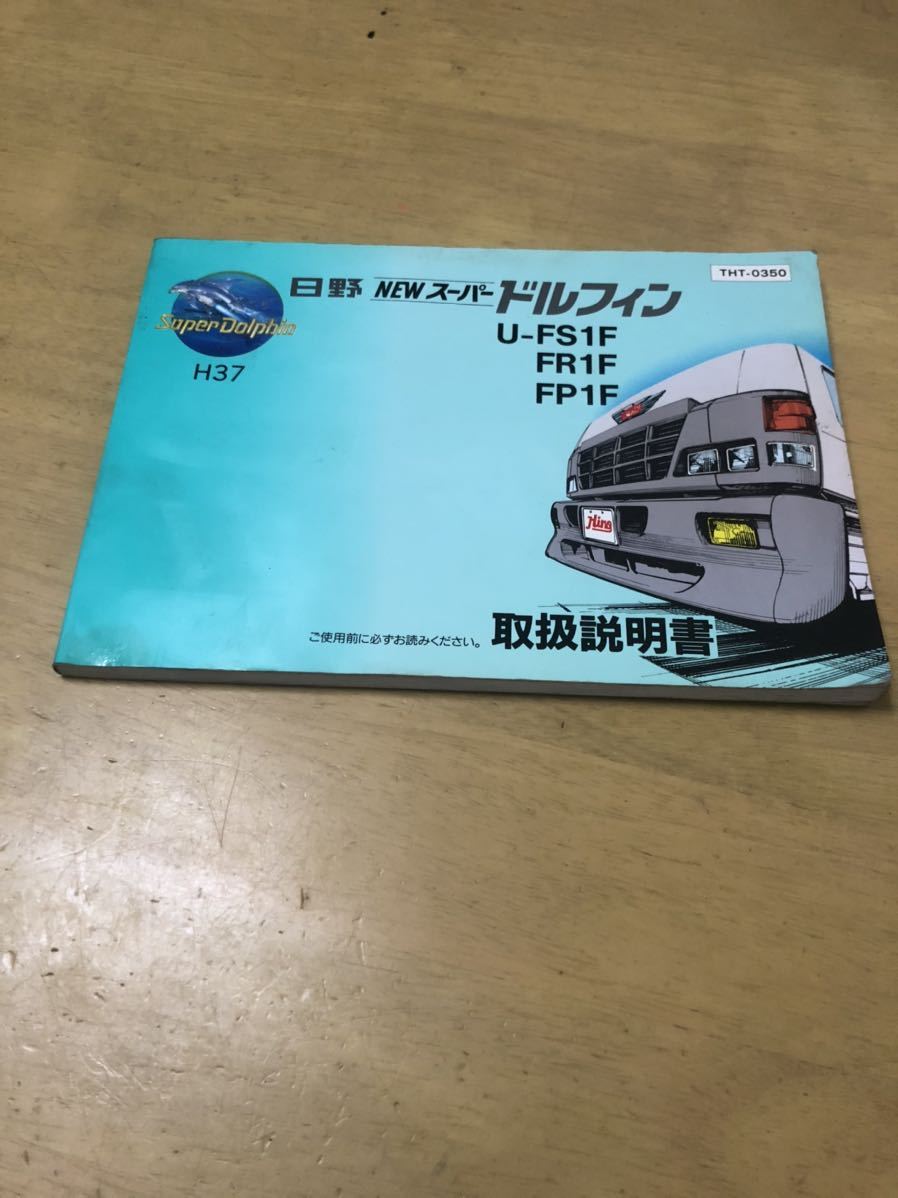 THT-0350
Super Dolphin
H37
日野 NEWスーパードルフィン
U-FS1F
FR1F
FP1F
Hino
ご使用前に必ずお読みください。 取扱説明書